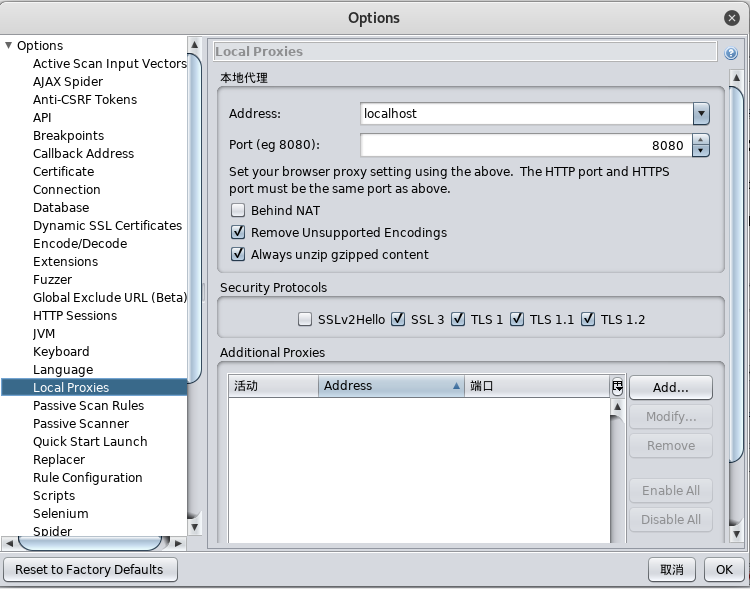 Options
Options
Active Scan Input Vectors
AJAX Spider
Anti-CSRF Tokens
API
Breakpoints
Callback Address
Certificate
Connection
Database
Dynamic SSL Certificates
Encode/Decode
Extensions
Fuzzer
Global Exclude URL (Beta)
HTTP Sessions
JVM
Keyboard
Language
Local Proxies
Passive Scan Rules
Passive Scanner
Quick Start Launch
Replacer
Rule Configuration
Scripts
Selenium
Spider
Local Proxies
本地代理
Address: localhost
Port (eg 8080): 8080
Set your browser proxy setting using the above.  The HTTP port and HTTPS
port must be the same port as above.
Behind NAT
Remove Unsupported Encodings
Always unzip gzipped content
Security Protocols
SSLv2Hello SSL 3 TLS 1 TLS 1.1 TLS 1.2
Additional Proxies
活动 Address 端口
Add...
Modify...
Remove
Enable All
Disable All
Reset to Factory Defaults 取消 OK